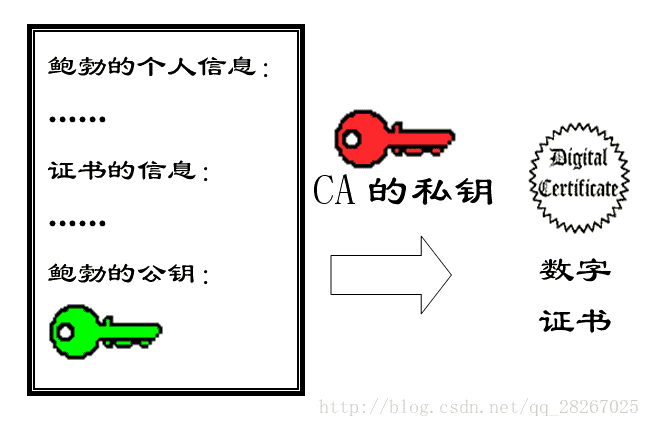 鲍勃的个人信息:
······
证书的信息:
······
鲍勃的公钥:
CA 的私钥
Digital
Certificate
数字
证书
http://blog.csdn.net/qq_28267025